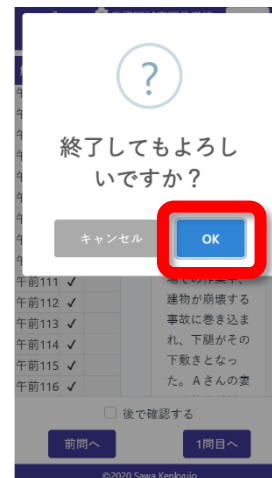 ?
終了してもよろし
いですか？
キャンセル
OK
午前111 ✓
午前112 ✓
午前113 ✓
午前114 ✓
午前115 ✓
午前116 ✓
建物が崩壊する
事故に巻き込ま
れ、下腿がその
下敷きとなっ
た。Aさんの妻
後で確認する
前問へ
1問目へ
©2020 Sawa Kenkyujo